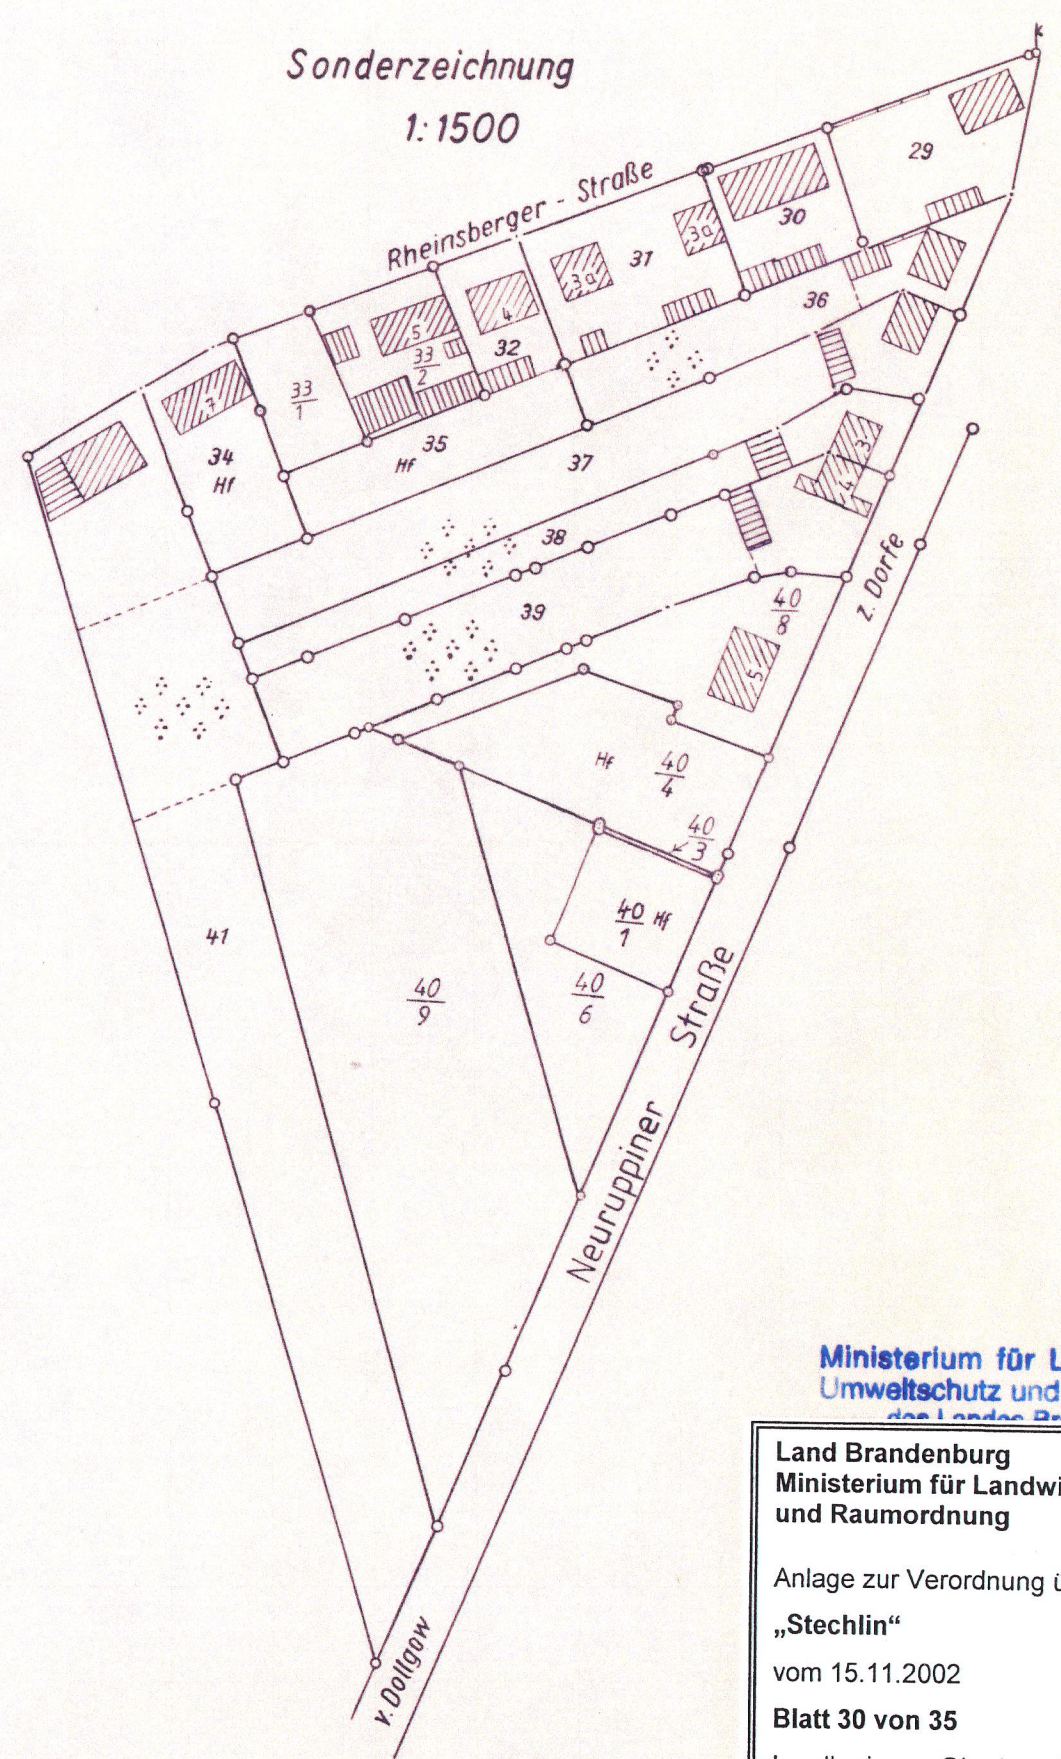 Sonderzeichnung
1:1500
k
Rheinsberger - Straße
29
30
3a
31
3a
36
4
32
5
33
2
33
1
7
34
Hf
35
Hf
37
3
4
38
z. Dorfe
39
40
8
5
Hf
40
4
40
3
40
1
Hf
41
40
9
40
6
Neuruppiner Straße
v. Dollgow
Ministerium für L
Umweltschutz und
des Landes Br
Land Brandenburg
Ministerium für Landwi
und Raumordnung
Anlage zur Verordnung ü
„Stechlin“
vom 15.11.2002
Blatt 30 von 35